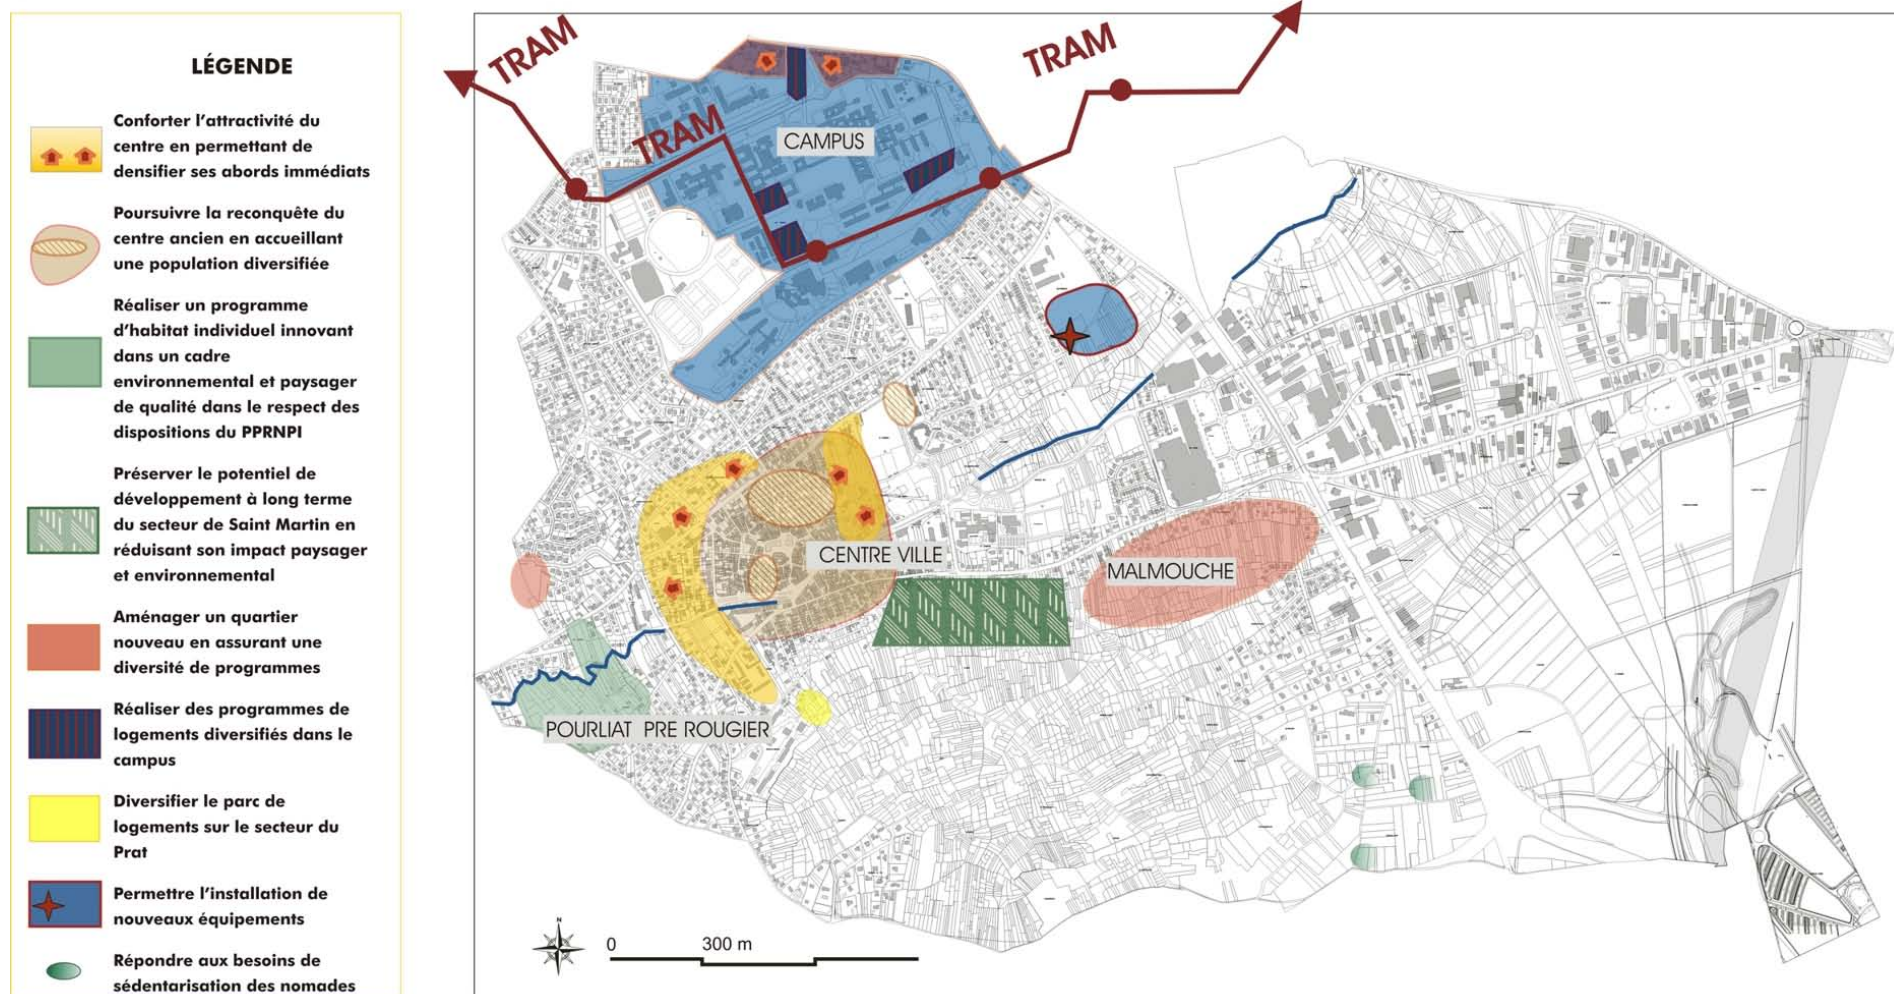 LÉGENDE
Conforter l'attractivité du
centre en permettant de
densifier ses abords immédiats
Poursuivre la reconquête du
centre ancien en accueillant
une population diversifiée
Réaliser un programme
d'habitat individuel innovant
dans un cadre
environnemental et paysager
de qualité dans le respect des
dispositions du PPRNPI
Préserver le potentiel de
développement à long terme
du secteur de Saint Martin en
réduisant son impact paysager
et environnemental
Aménager un quartier
nouveau en assurant une
diversité de programmes
Réaliser des programmes de
logements diversifiés dans le
campus
Diversifier le parc de
logements sur le secteur du
Prat
Permettre l'installation de
nouveaux équipements
Répondre aux besoins de
sédentarisation des nomades
TRAM
TRAM
TRAM
CAMPUS
CENTRE VILLE
MALMOUCHE
POURLIAT PRE ROUGIER
N
0 300 m